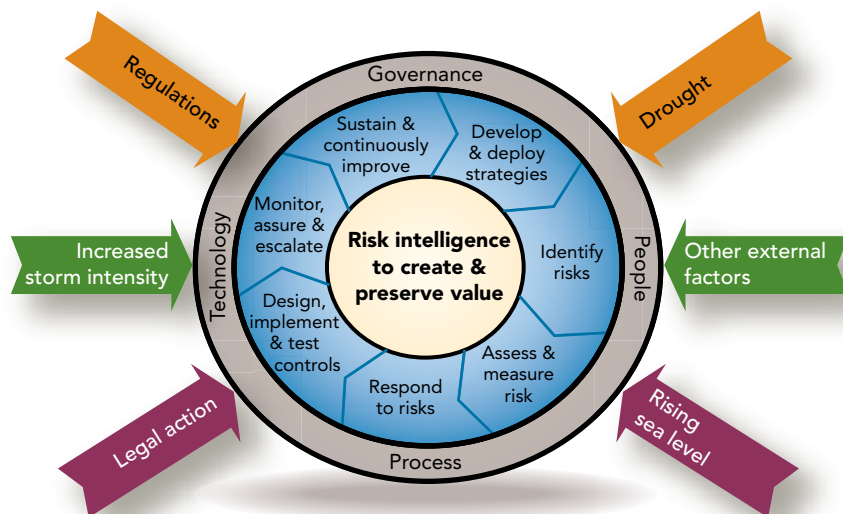 Governance
Regulations
Drought
Sustain &
continuously
improve
Develop
& deploy
strategies
Monitor,
assure &
escalate
Risk intelligence
to create &
preserve value
Identify
risks
Technology
People
Increased
storm intensity
Other external
factors
Design,
implement
& test
controls
Assess &
measure
risk
Respond
to risks
Legal action
Rising
sea level
Process